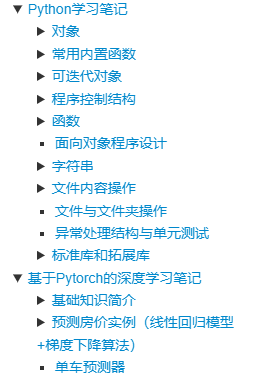 Python学习笔记
对象
常用内置函数
可迭代对象
程序控制结构
函数
面向对象程序设计
字符串
文件内容操作
文件与文件夹操作
异常处理结构与单元测试
标准库和拓展库
基于Pytorch的深度学习笔记
基础知识简介
预测房价实例（线性回归模型
+梯度下降算法）
单车预测器